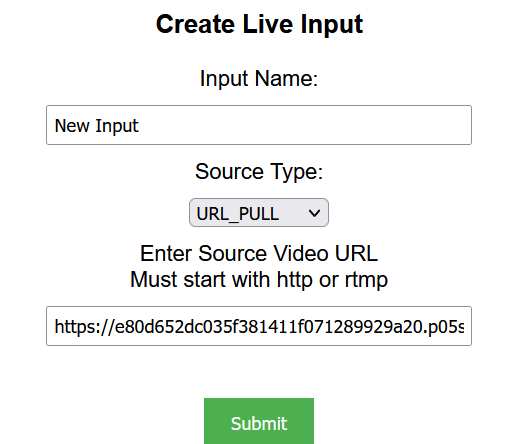 Create Live Input
Input Name:
New Input
Source Type:
URL_PULL
Enter Source Video URL
Must start with http or rtmp
https://e80d652dc035f381411f071289929a20.p05s
Submit